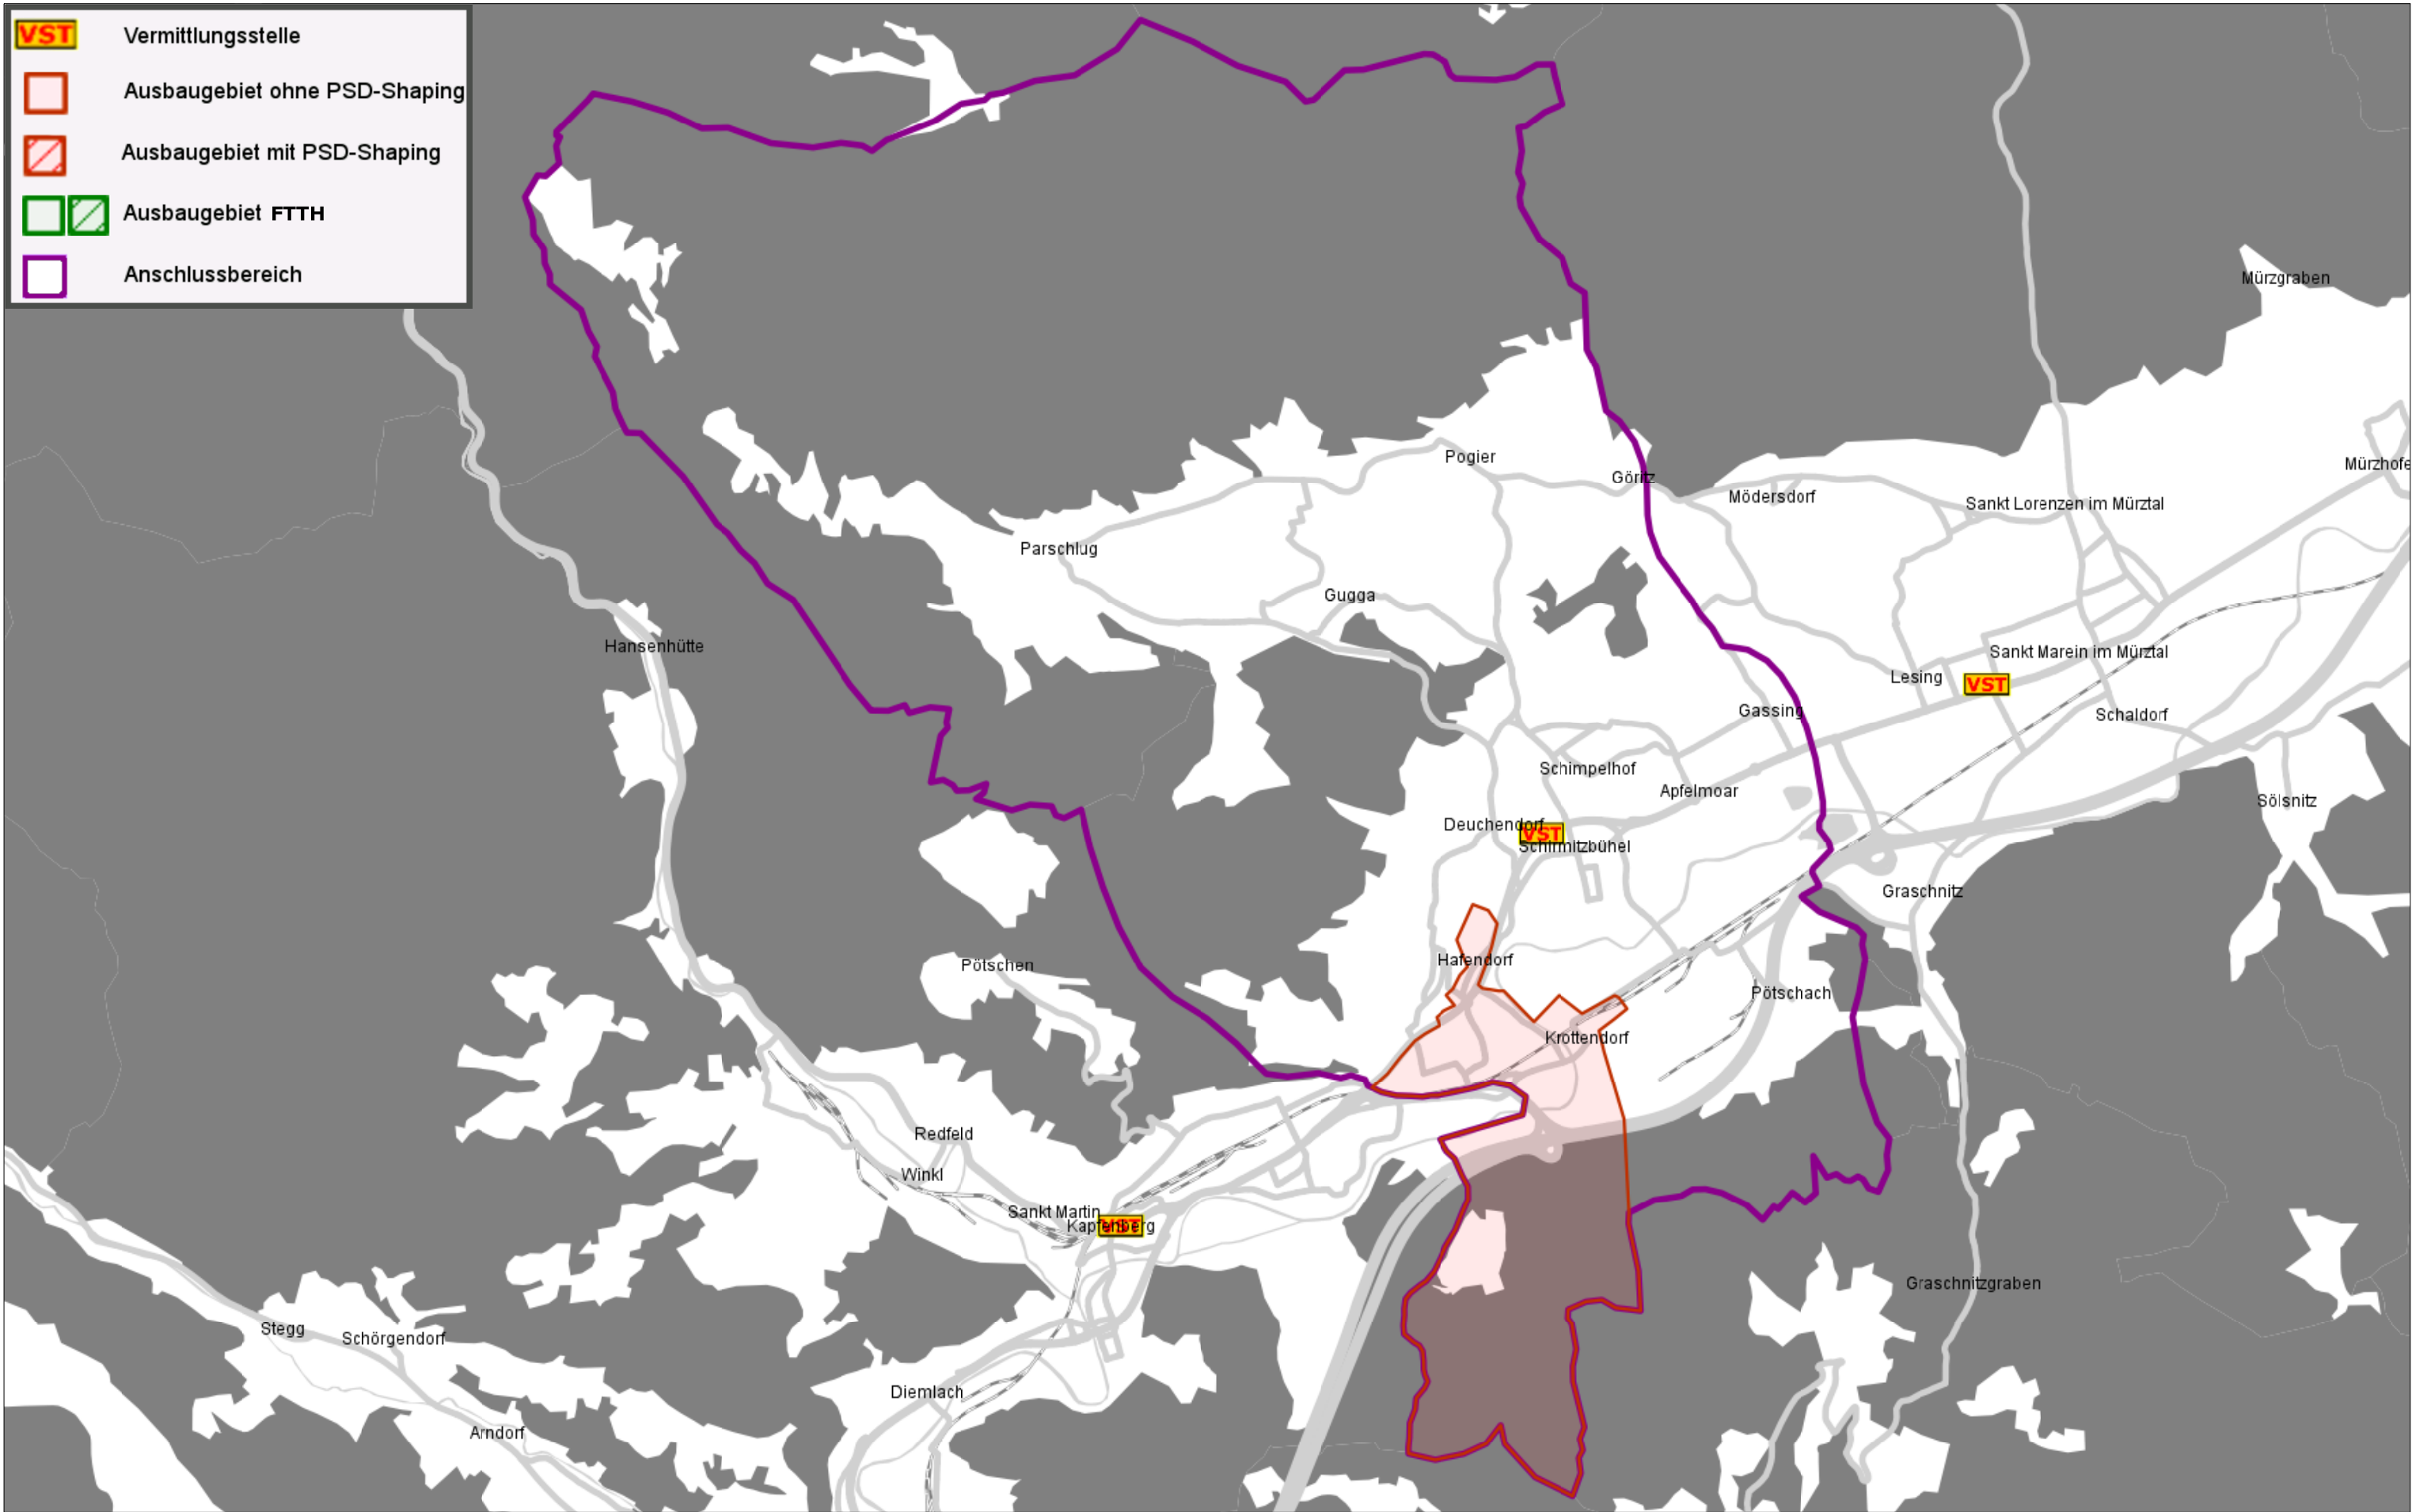 VST Vermittlungsstelle
Ausbaugebiet ohne PSD-Shaping
Ausbaugebiet mit PSD-Shaping
Ausbaugebiet FTTH
Anschlussbereich
Mürzgraben
Pogier
Göritz
Mürzhofe
Mödersdorf
Sankt Lorenzen im Mürztal
Parschlug
Gugga
Hansenhütte
Sankt Marein im Mürztal
Lesing
VST
Gassing
Schaldorf
Schimpelhof
Apfelmoar
Sölsnitz
Deuchendorf
VST
Schirmitzbühel
Graschnitz
Hafendorf
Pötschen
Pötschach
Krottendorf
Redfeld
Winkl
Sankt Martin
Kapfenberg
VST
Graschnitzgraben
Stegg
Schörgendorf
Diemlach
Arndorf